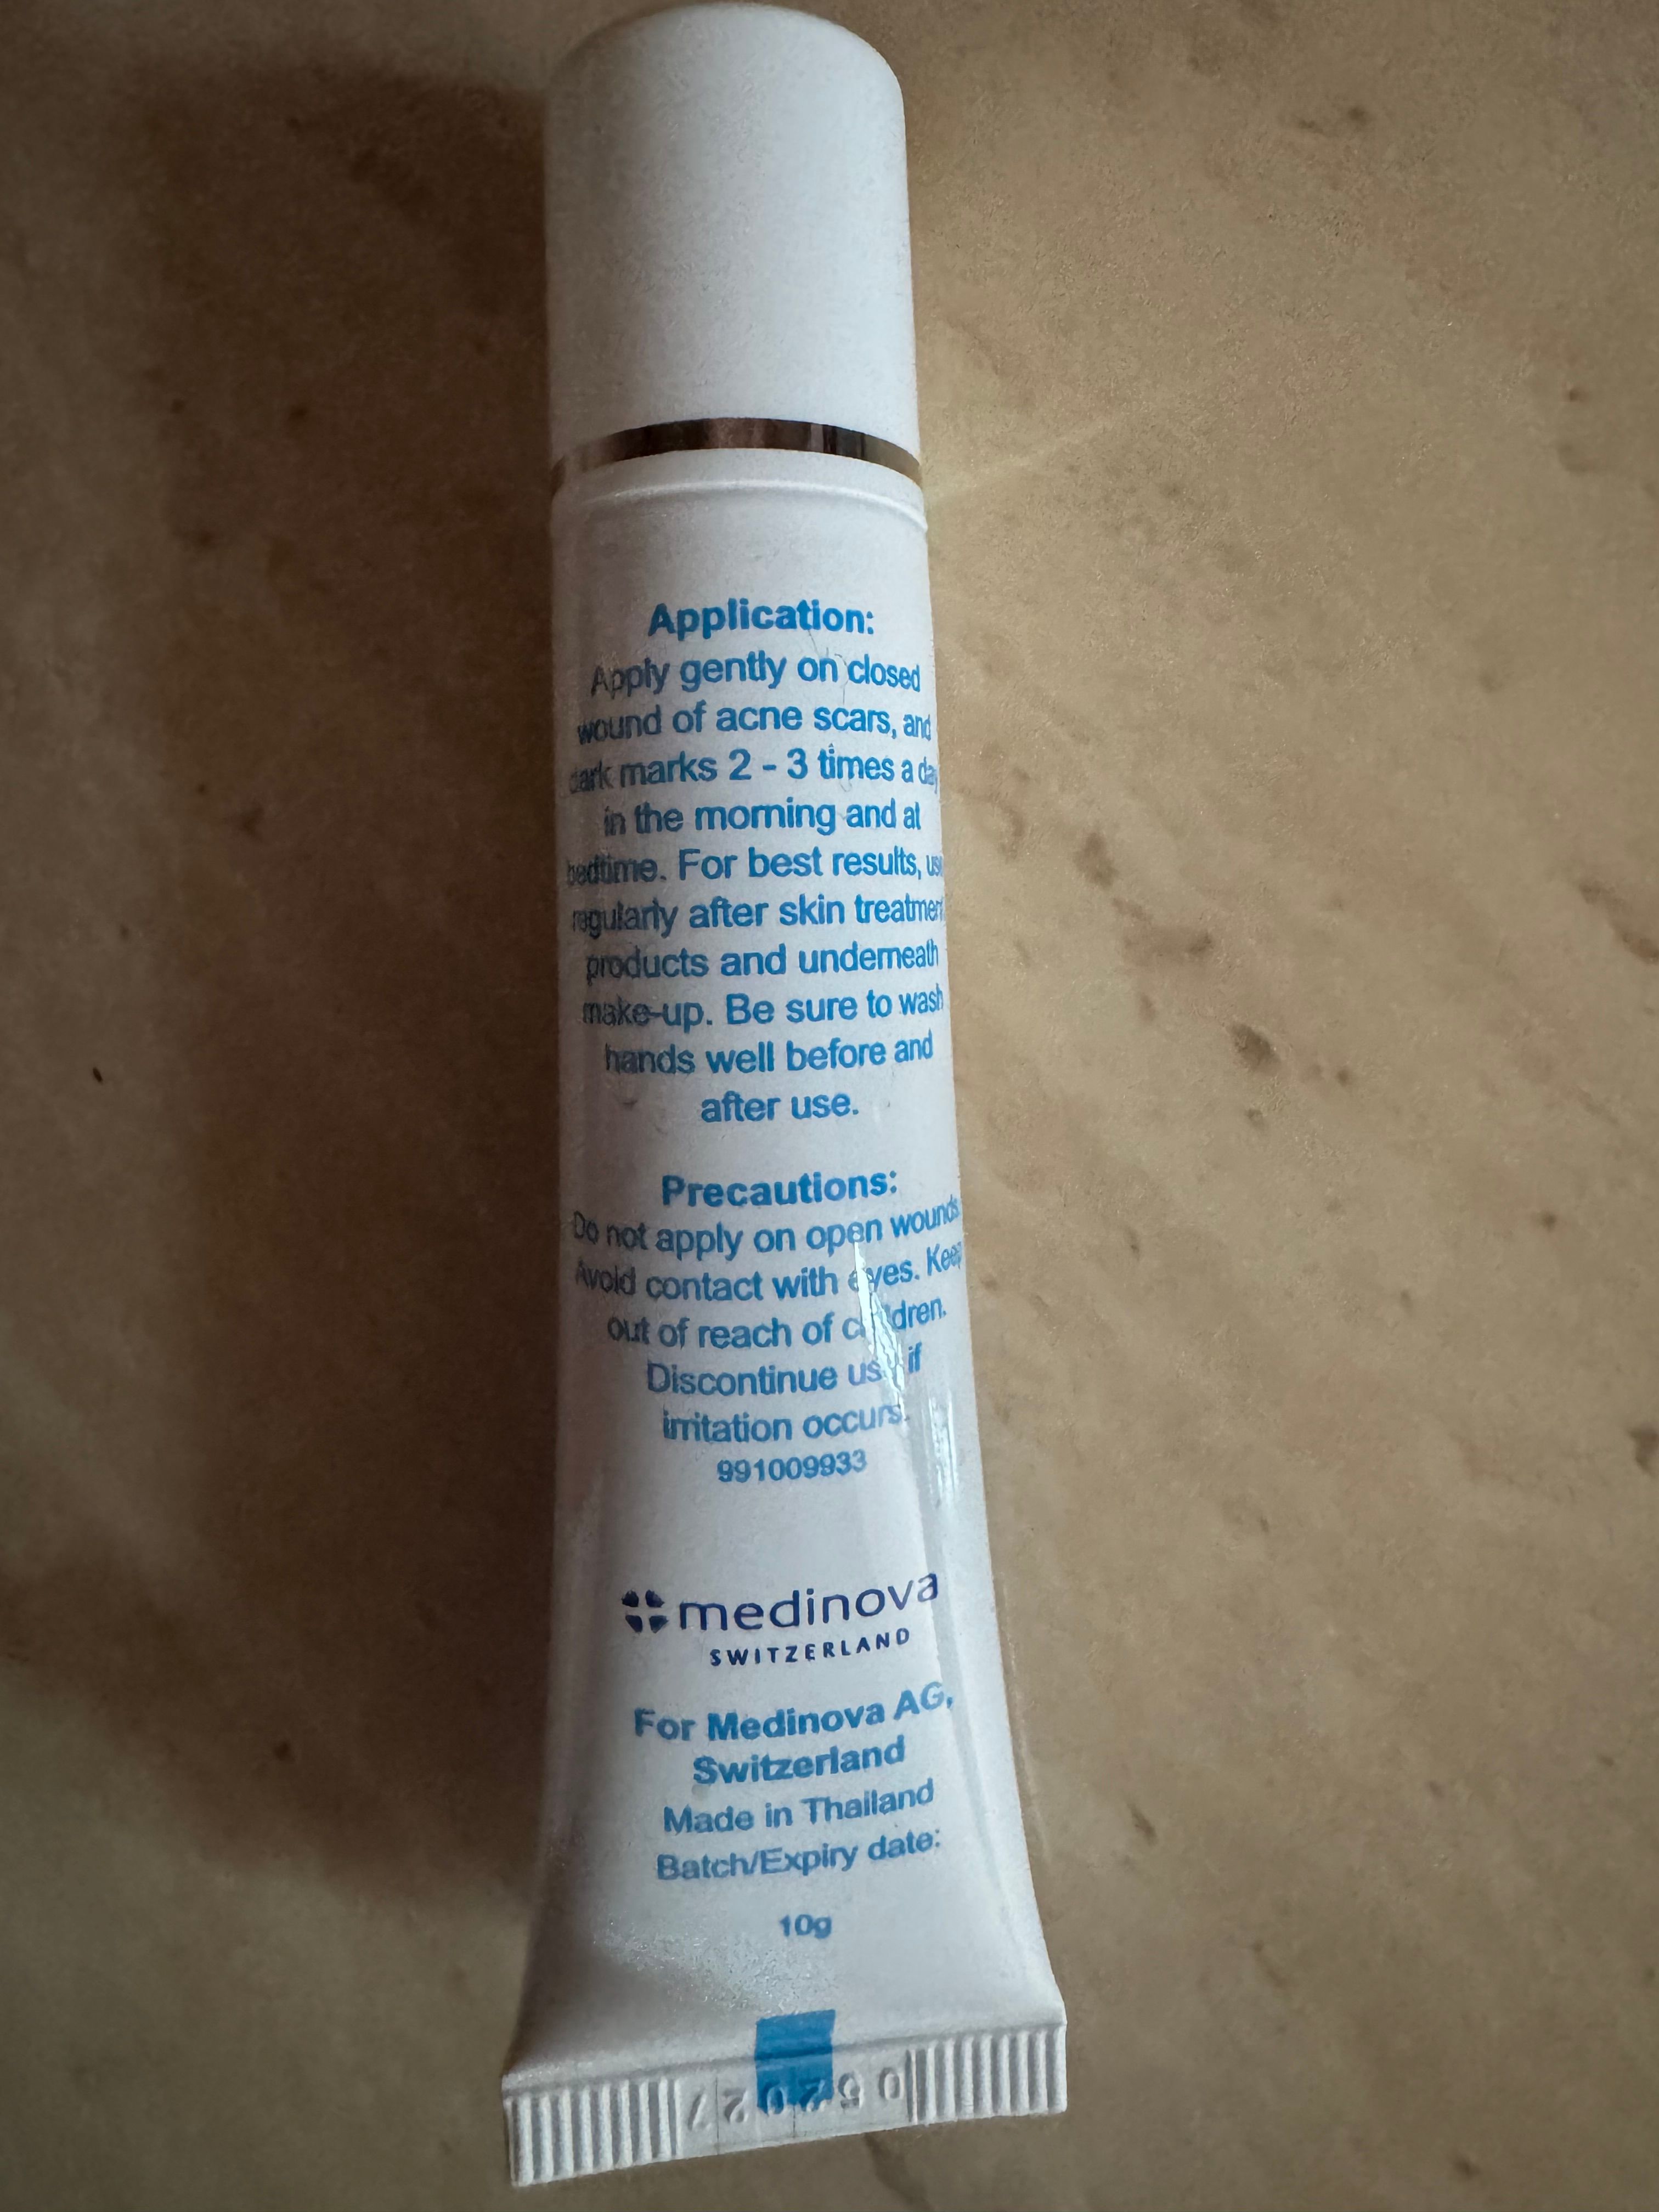 Application:
Apply gently on closed
wound of acne scars, and
dark marks 2 - 3 times a day
in the morning and at
bedtime. For best results, use
regularly after skin treatment
products and underneath
make-up. Be sure to wash
hands well before and
after use.
Precautions:
Do not apply on open wounds.
Avoid contact with eyes. Keep
out of reach of children.
Discontinue use if
irritation occurs.
991009933
medinova
SWITZERLAND
For Medinova AG,
Switzerland
Made in Thailand
Batch/Expiry date:
10g